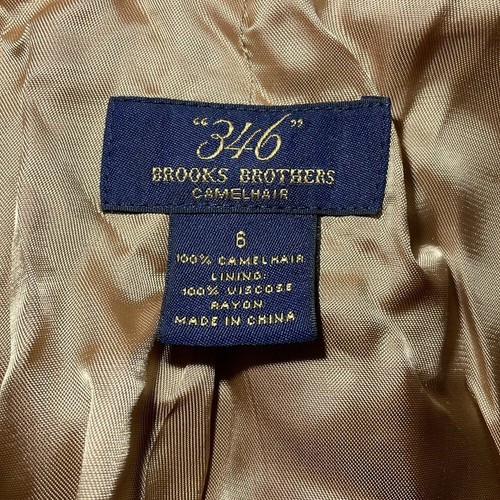 "346"
BROOKS BROTHERS
CAMELHAIR
6
100% CAMELHAIR
LINING:
100% VISCOSE
RAYON
MADE IN CHINA